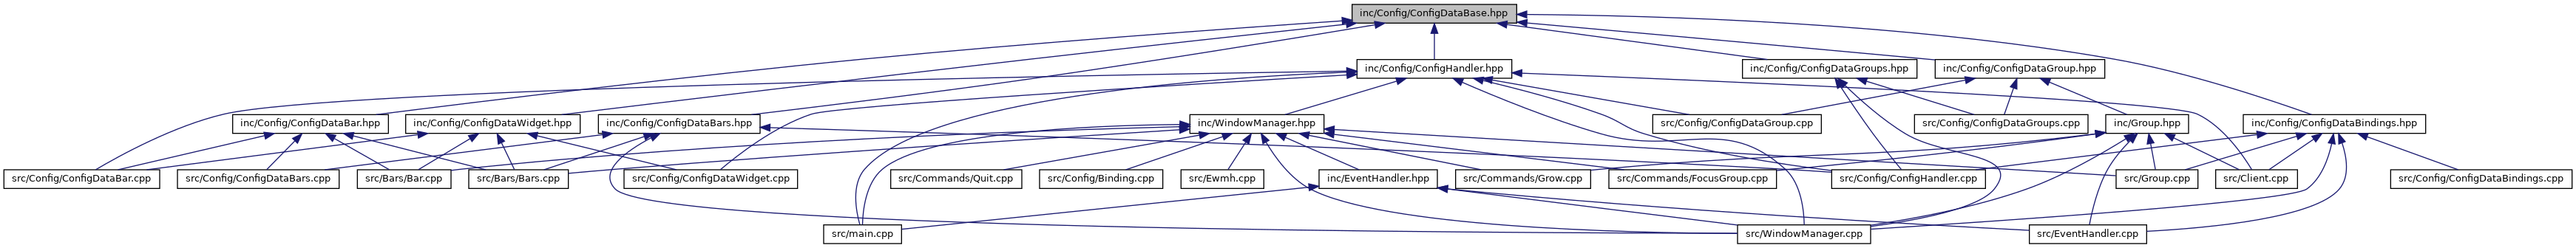 inc/Config/ConfigDataBase.hpp
inc/Config/ConfigHandler.hpp
inc/Config/ConfigDataGroups.hpp
inc/Config/ConfigDataGroup.hpp
inc/Config/ConfigDataBar.hpp
inc/Config/ConfigDataWidget.hpp
inc/Config/ConfigDataBars.hpp
inc/WindowManager.hpp
src/Config/ConfigDataGroup.cpp
src/Config/ConfigDataGroups.cpp
inc/Group.hpp
inc/Config/ConfigDataBindings.hpp
src/Config/ConfigDataBar.cpp
src/Config/ConfigDataBars.cpp
src/Bars/Bar.cpp
src/Bars/Bars.cpp
src/Config/ConfigDataWidget.cpp
src/Commands/Quit.cpp
src/Config/Binding.cpp
src/Ewmh.cpp
inc/EventHandler.hpp
src/Commands/Grow.cpp
src/Commands/FocusGroup.cpp
src/Config/ConfigHandler.cpp
src/Group.cpp
src/Client.cpp
src/Config/ConfigDataBindings.cpp
src/main.cpp
src/WindowManager.cpp
src/EventHandler.cpp